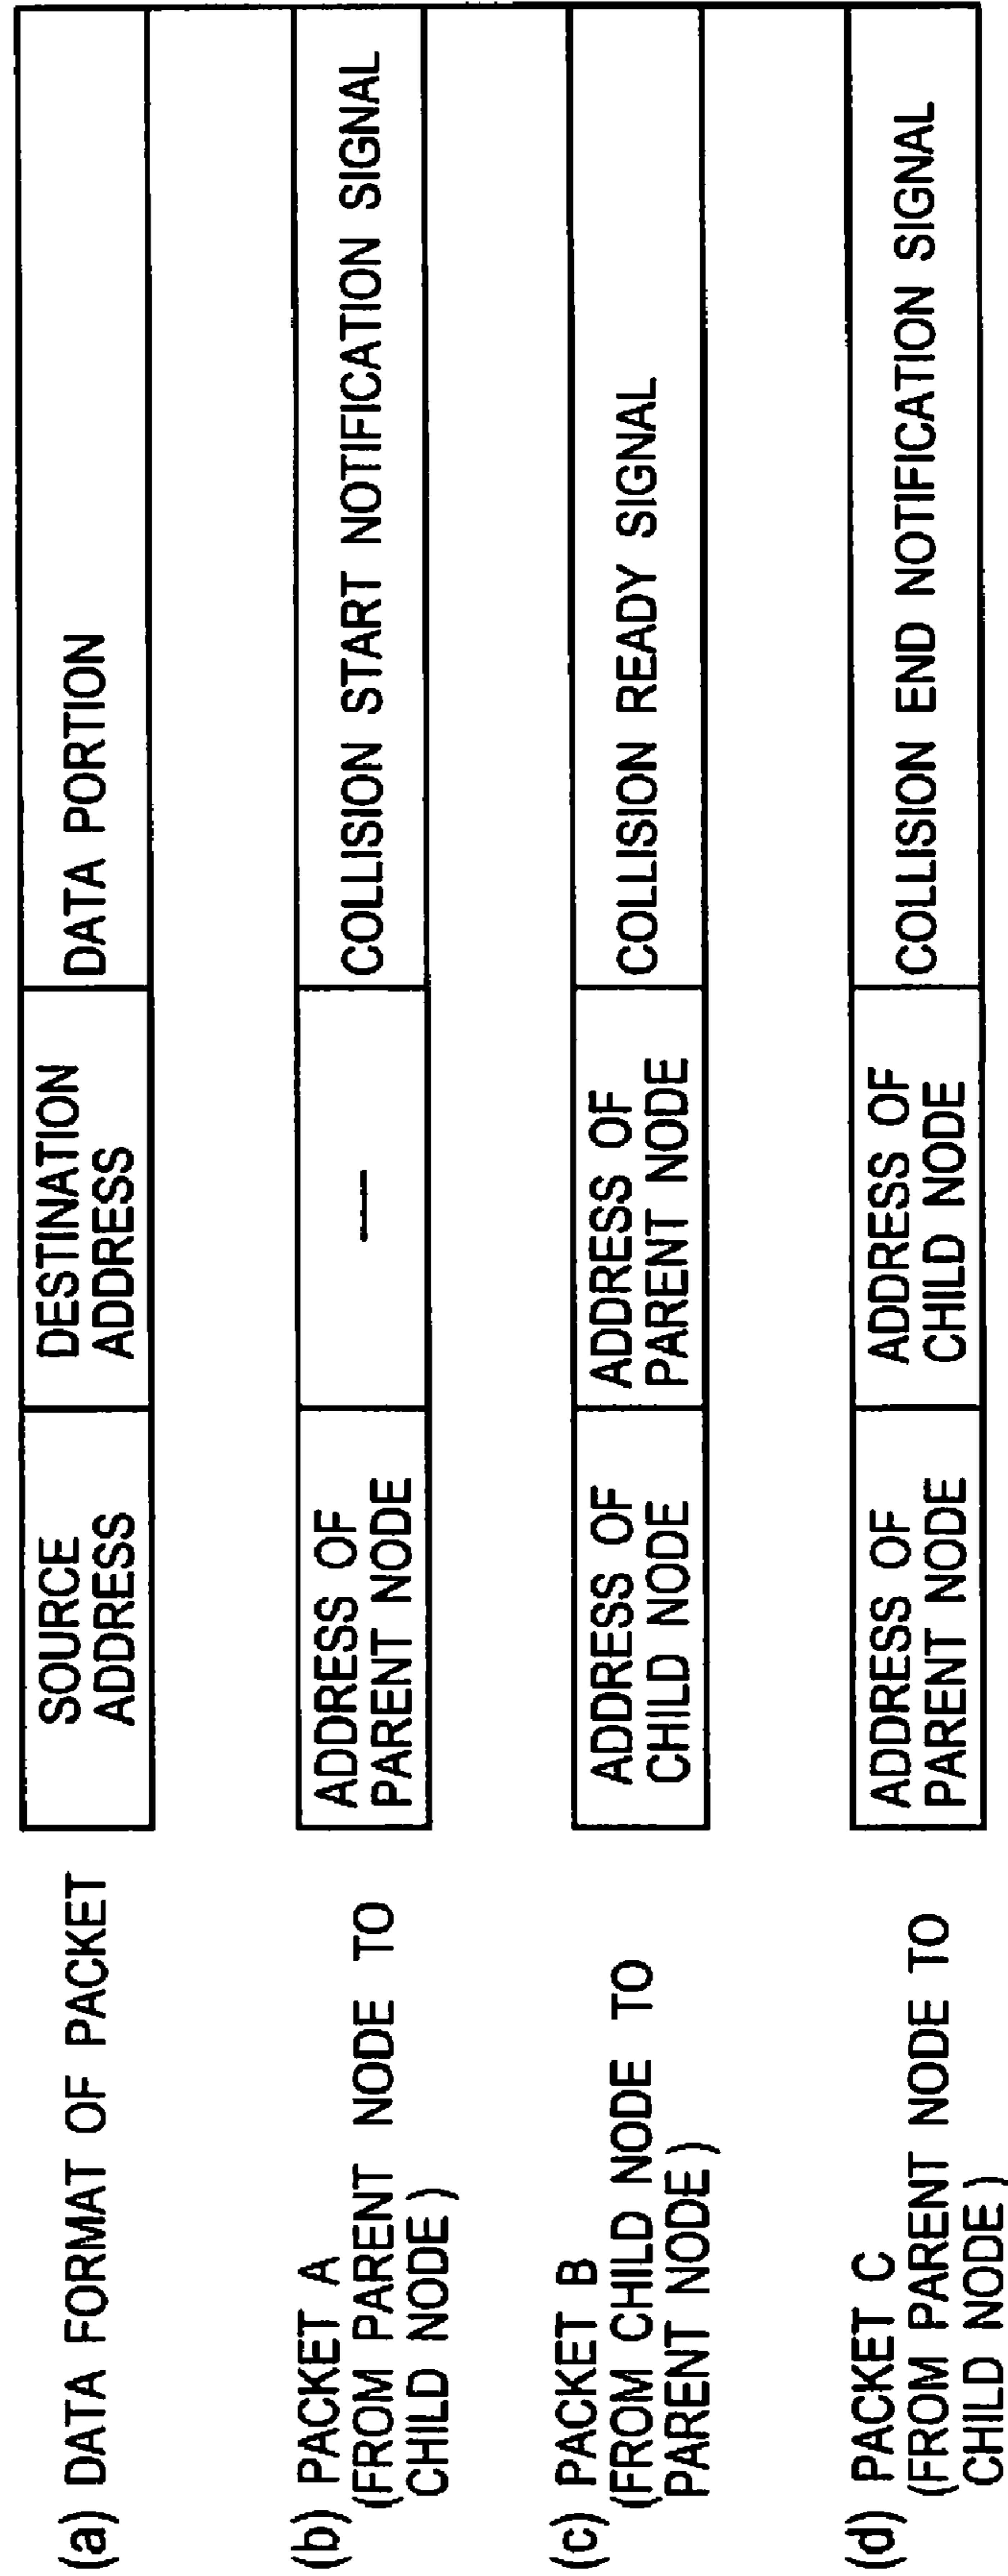 (a) DATA FORMAT OF PACKET
SOURCE
ADDRESS
DESTINATION
ADDRESS
DATA PORTION
(b) PACKET A
(FROM PARENT NODE TO
CHILD NODE)
ADDRESS OF
PARENT NODE
—
COLLISION START NOTIFICATION SIGNAL
(c) PACKET B
(FROM CHILD NODE TO
PARENT NODE)
ADDRESS OF
CHILD NODE
ADDRESS OF
PARENT NODE
COLLISION READY SIGNAL
(d) PACKET C
(FROM PARENT NODE TO
CHILD NODE)
ADDRESS OF
PARENT NODE
ADDRESS OF
CHILD NODE
COLLISION END NOTIFICATION SIGNAL